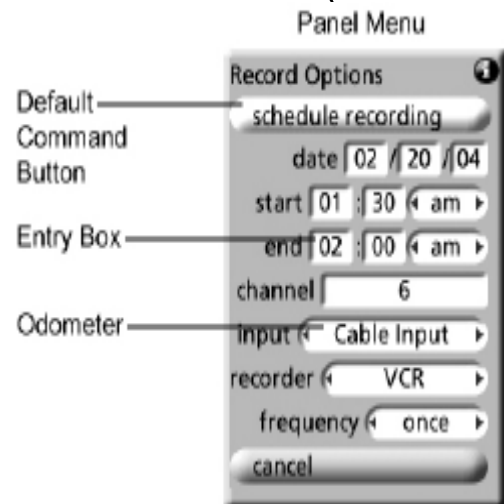 Panel Menu
Record Options
Default
Command
Button
schedule recording
date 02 / 20 / 04
start 01 : 30 am
Entry Box
end 02 : 00 am
channel 6
Odometer
input Cable Input
recorder VCR
frequency once
cancel